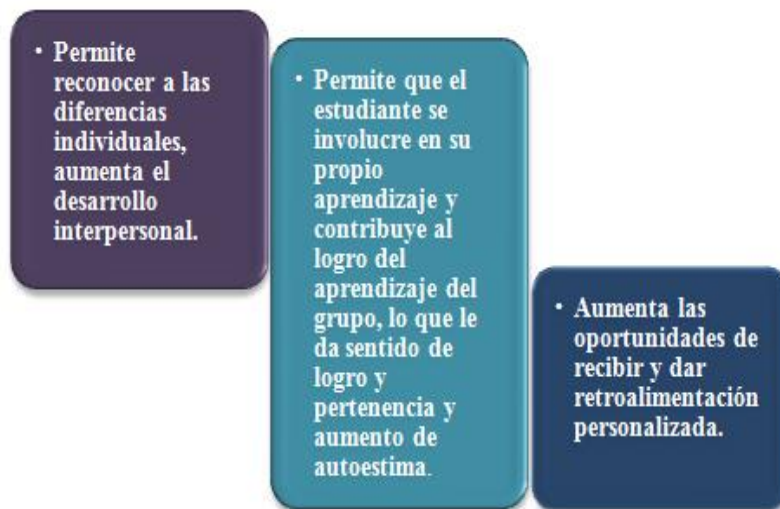 • Permite
reconocer a las
diferencias
individuales,
aumenta el
desarrollo
interpersonal.
• Permite que el
estudiante se
involucre en su
propio
aprendizaje y
contribuye al
logro del
aprendizaje del
grupo, lo que le
da sentido de
logro y
pertenencia y
aumento de
autoestima.
• Aumenta las
oportunidades de
recibir y dar
retroalimentación
personalizada.